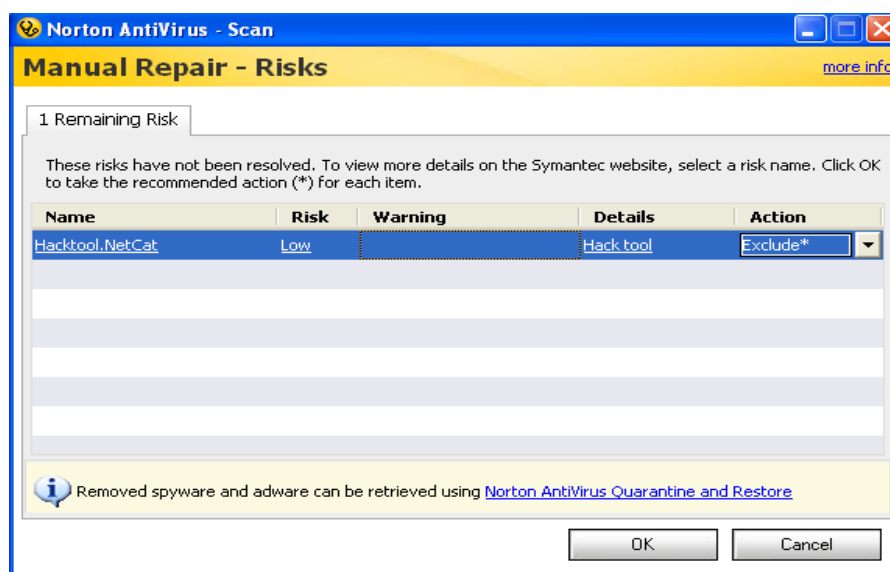 Norton AntiVirus - Scan
Manual Repair - Risks more info
1 Remaining Risk
These risks have not been resolved. To view more details on the Symantec website, select a risk name. Click OK
to take the recommended action (*) for each item.
Name Risk Warning Details Action
Hacktool.NetCat Low Hack tool Exclude*
Removed spyware and adware can be retrieved using Norton AntiVirus Quarantine and Restore
OK Cancel